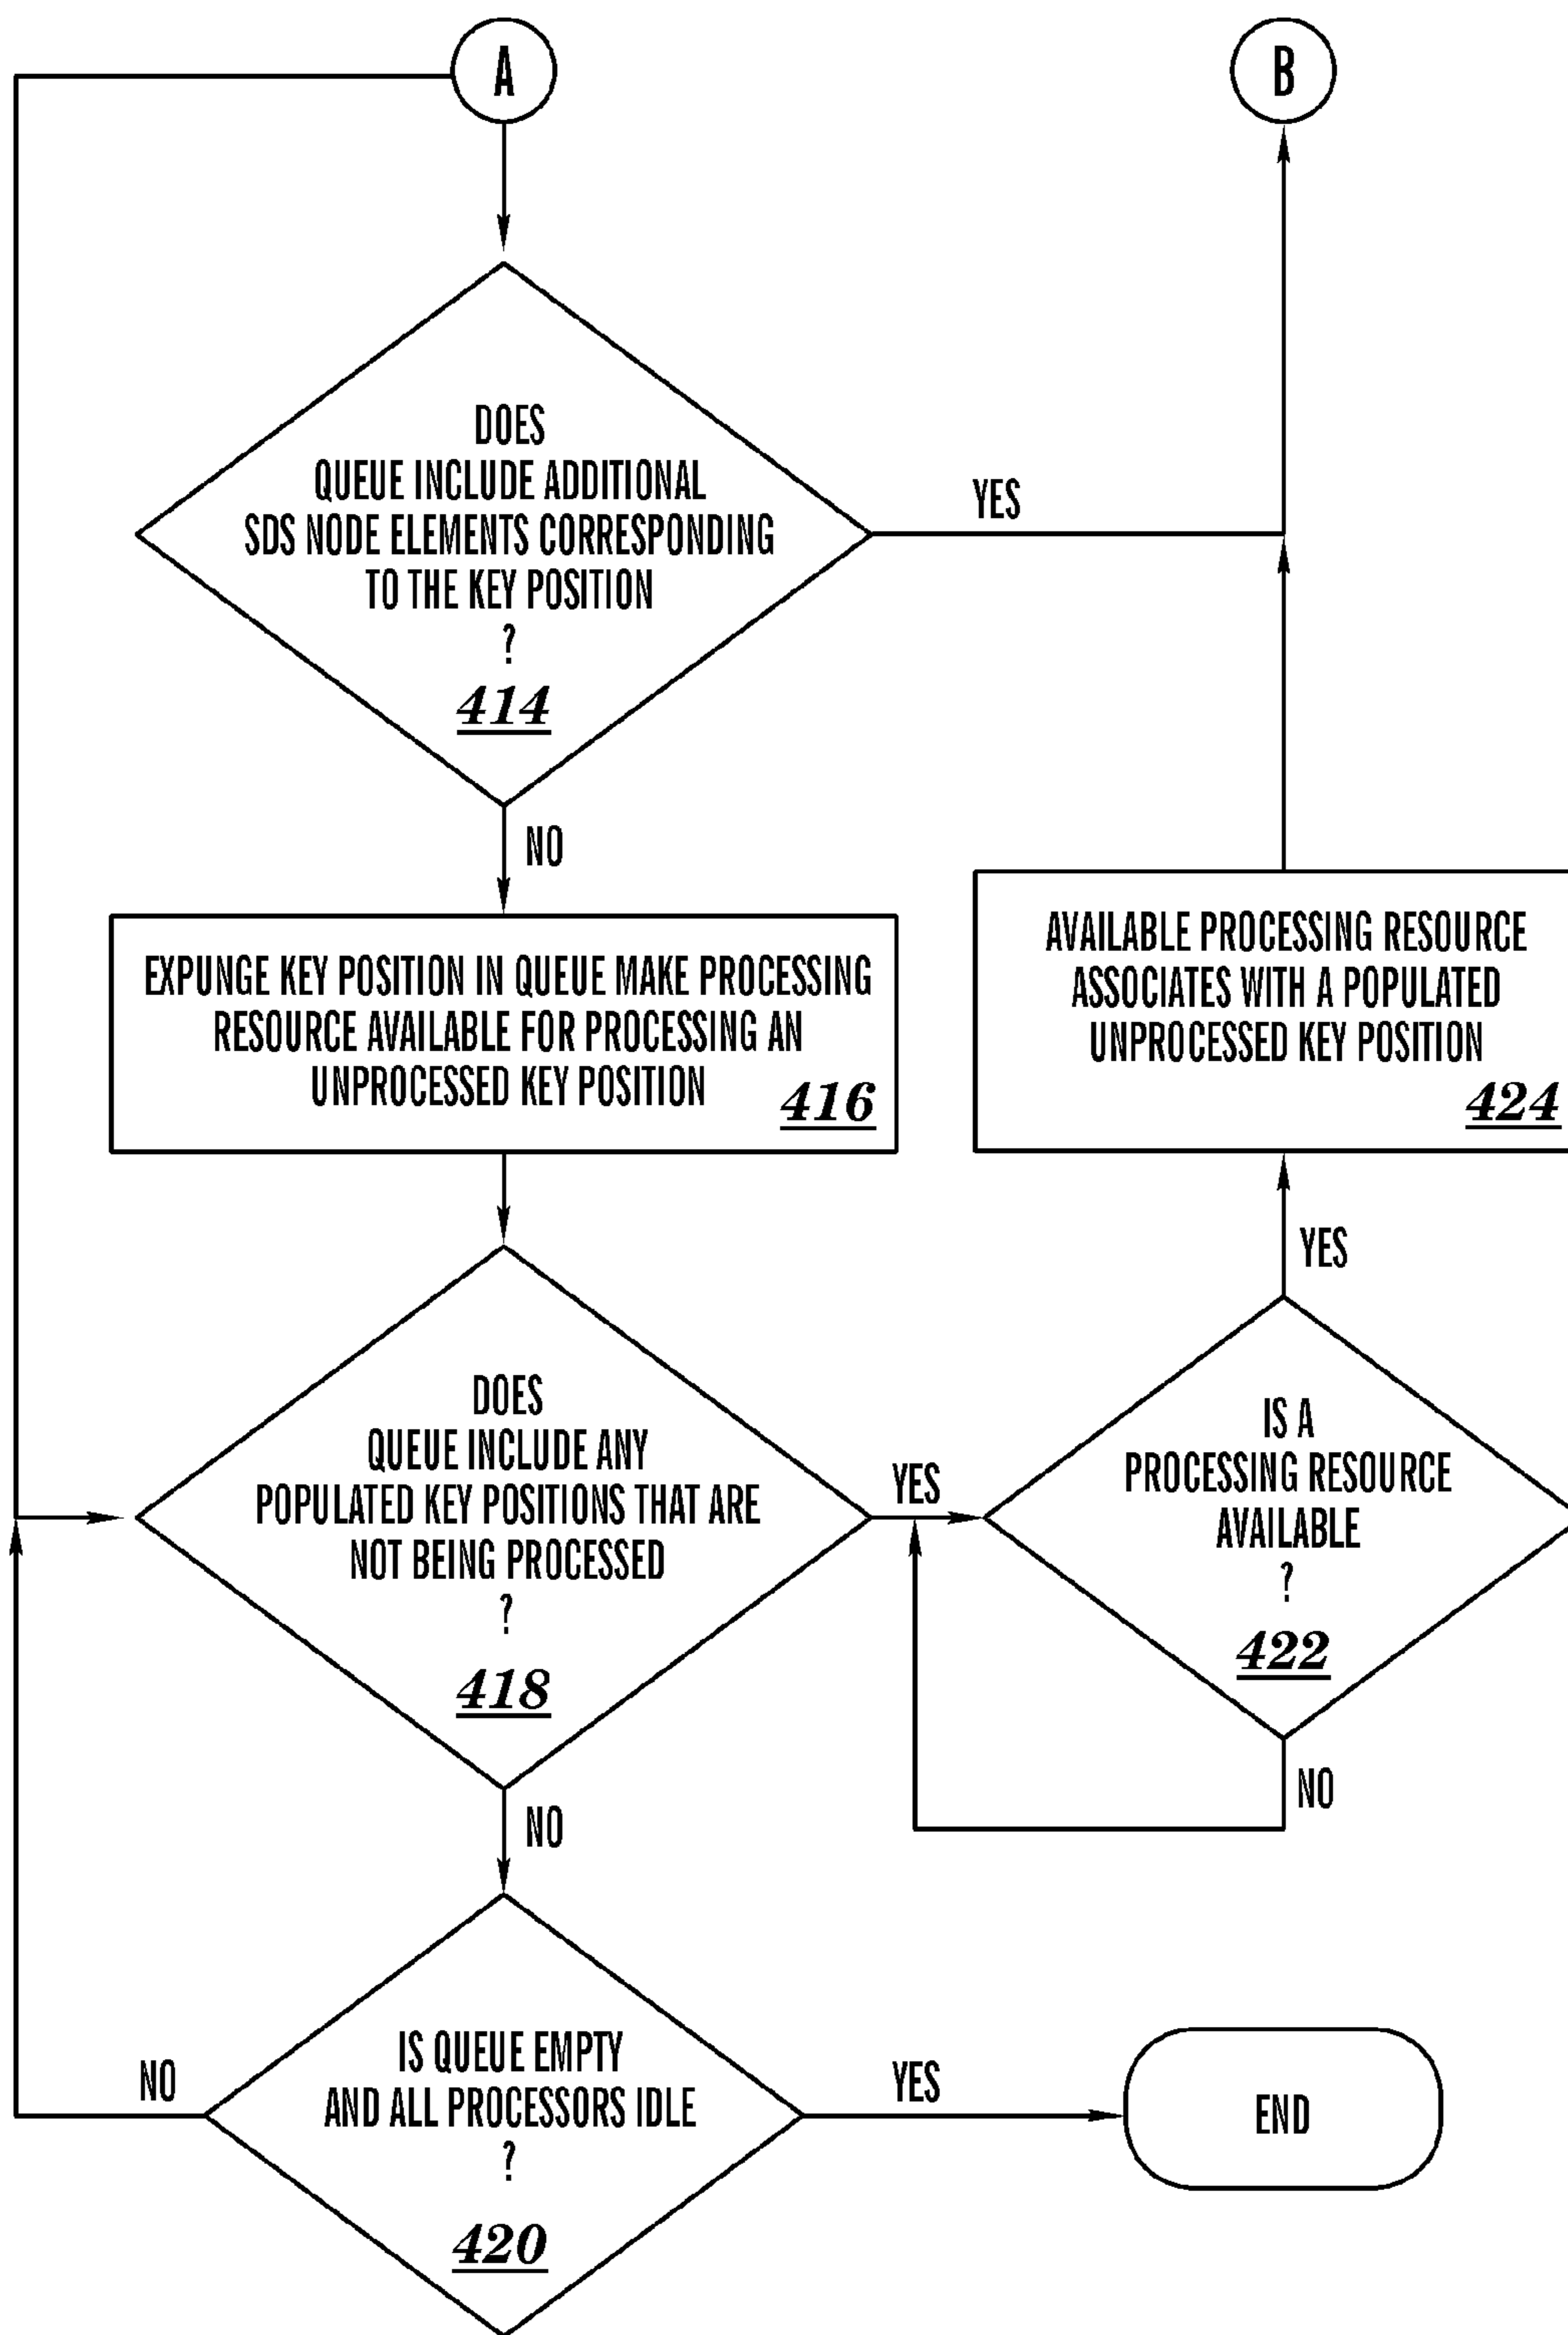 A
B
DOES
QUEUE INCLUDE ADDITIONAL
SDS NODE ELEMENTS CORRESPONDING
TO THE KEY POSITION
?
414
YES
NO
EXPUNGE KEY POSITION IN QUEUE MAKE PROCESSING
RESOURCE AVAILABLE FOR PROCESSING AN
UNPROCESSED KEY POSITION
416
AVAILABLE PROCESSING RESOURCE
ASSOCIATES WITH A POPULATED
UNPROCESSED KEY POSITION
424
YES
DOES
QUEUE INCLUDE ANY
POPULATED KEY POSITIONS THAT ARE
NOT BEING PROCESSED
?
418
YES
IS A
PROCESSING RESOURCE
AVAILABLE
?
422
NO
NO
IS QUEUE EMPTY
AND ALL PROCESSORS IDLE
?
420
NO
YES
END